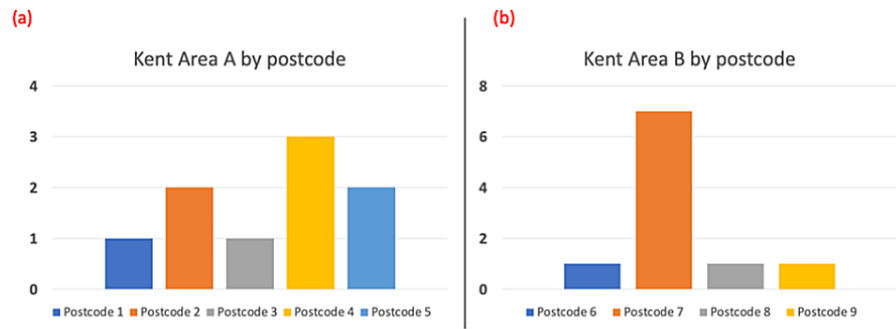 (a)
Kent Area A by postcode
4
3
2
1
0
Postcode 1 Postcode 2 Postcode 3 Postcode 4 Postcode 5
(b)
Kent Area B by postcode
8
6
4
2
0
Postcode 6 Postcode 7 Postcode 8 Postcode 9